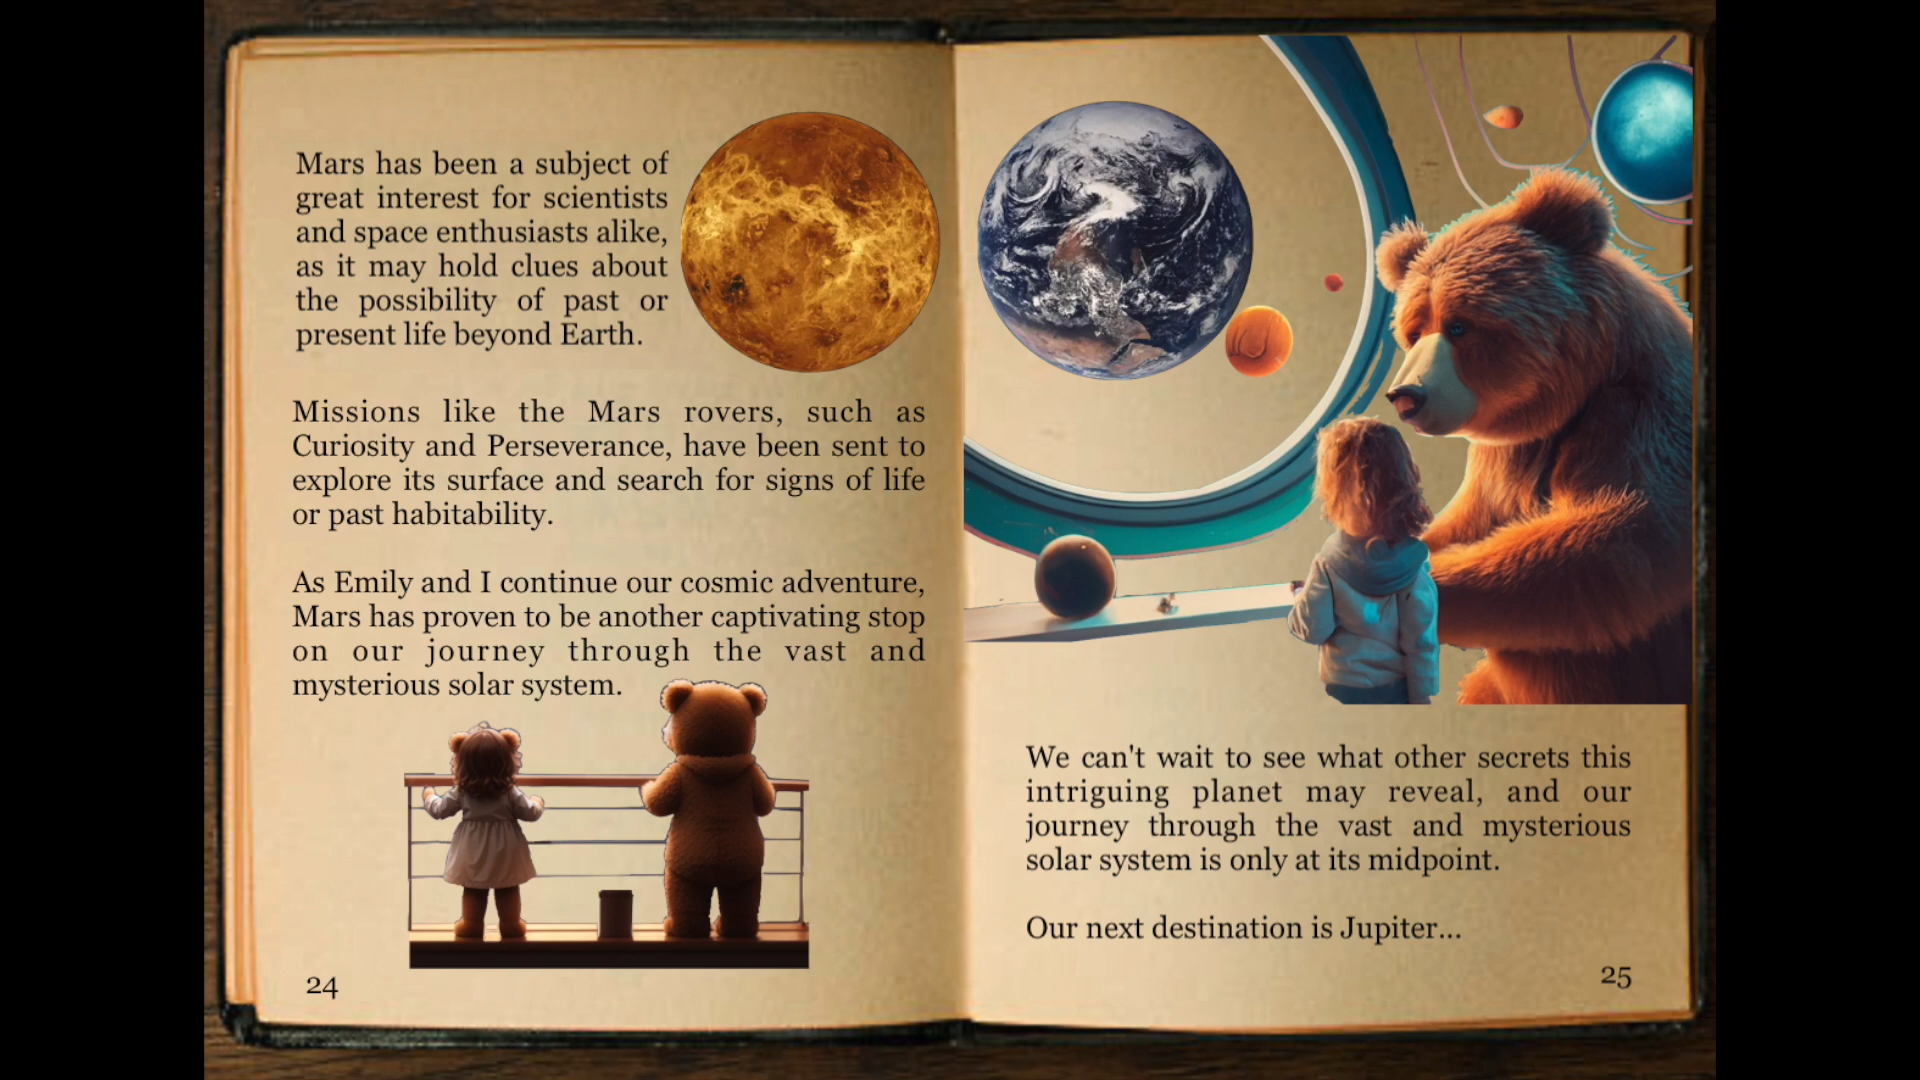 Mars has been a subject of
great interest for scientists
and space enthusiasts alike,
as it may hold clues about
the possibility of past or
present life beyond Earth.
Missions like the Mars rovers, such as
Curiosity and Perseverance, have been sent to
explore its surface and search for signs of life
or past habitability.
As Emily and I continue our cosmic adventure,
Mars has proven to be another captivating stop
on our journey through the vast and
mysterious solar system.
24
We can't wait to see what other secrets this
intriguing planet may reveal, and our
journey through the vast and mysterious
solar system is only at its midpoint.
Our next destination is Jupiter...
25